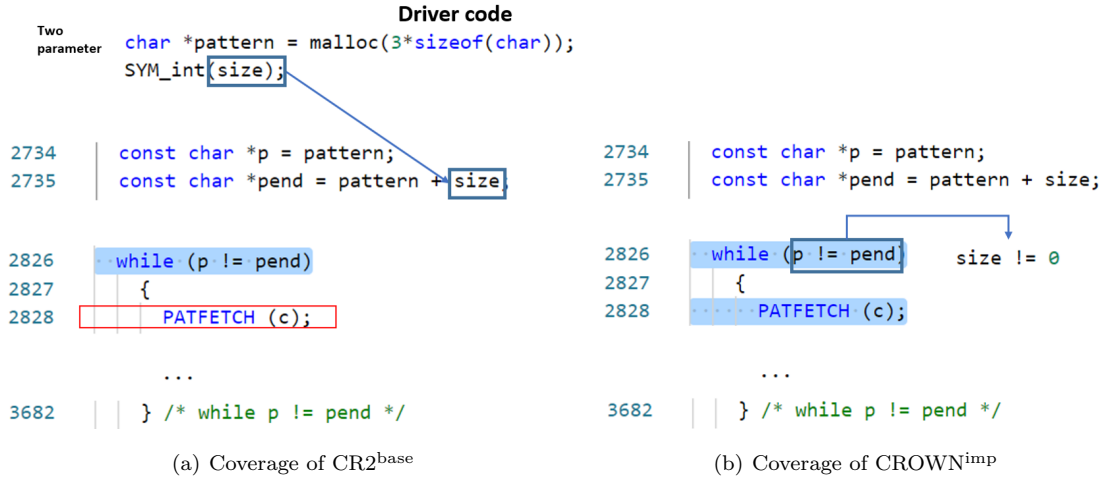 Driver code
Two
parameter
char *pattern = malloc(3*sizeof(char));
SYM_int(size);
2734 const char *p = pattern;
2735 const char *pend = pattern + size;
2826 while (p != pend)
2827 {
2828 PATFETCH (c);
...
3682 } /* while p != pend */
(a) Coverage of CR2base
2734 const char *p = pattern;
2735 const char *pend = pattern + size;
2826 while (p != pend) size != 0
2827 {
2828 PATFETCH (c);
...
3682 } /* while p != pend */
(b) Coverage of CROWNimp